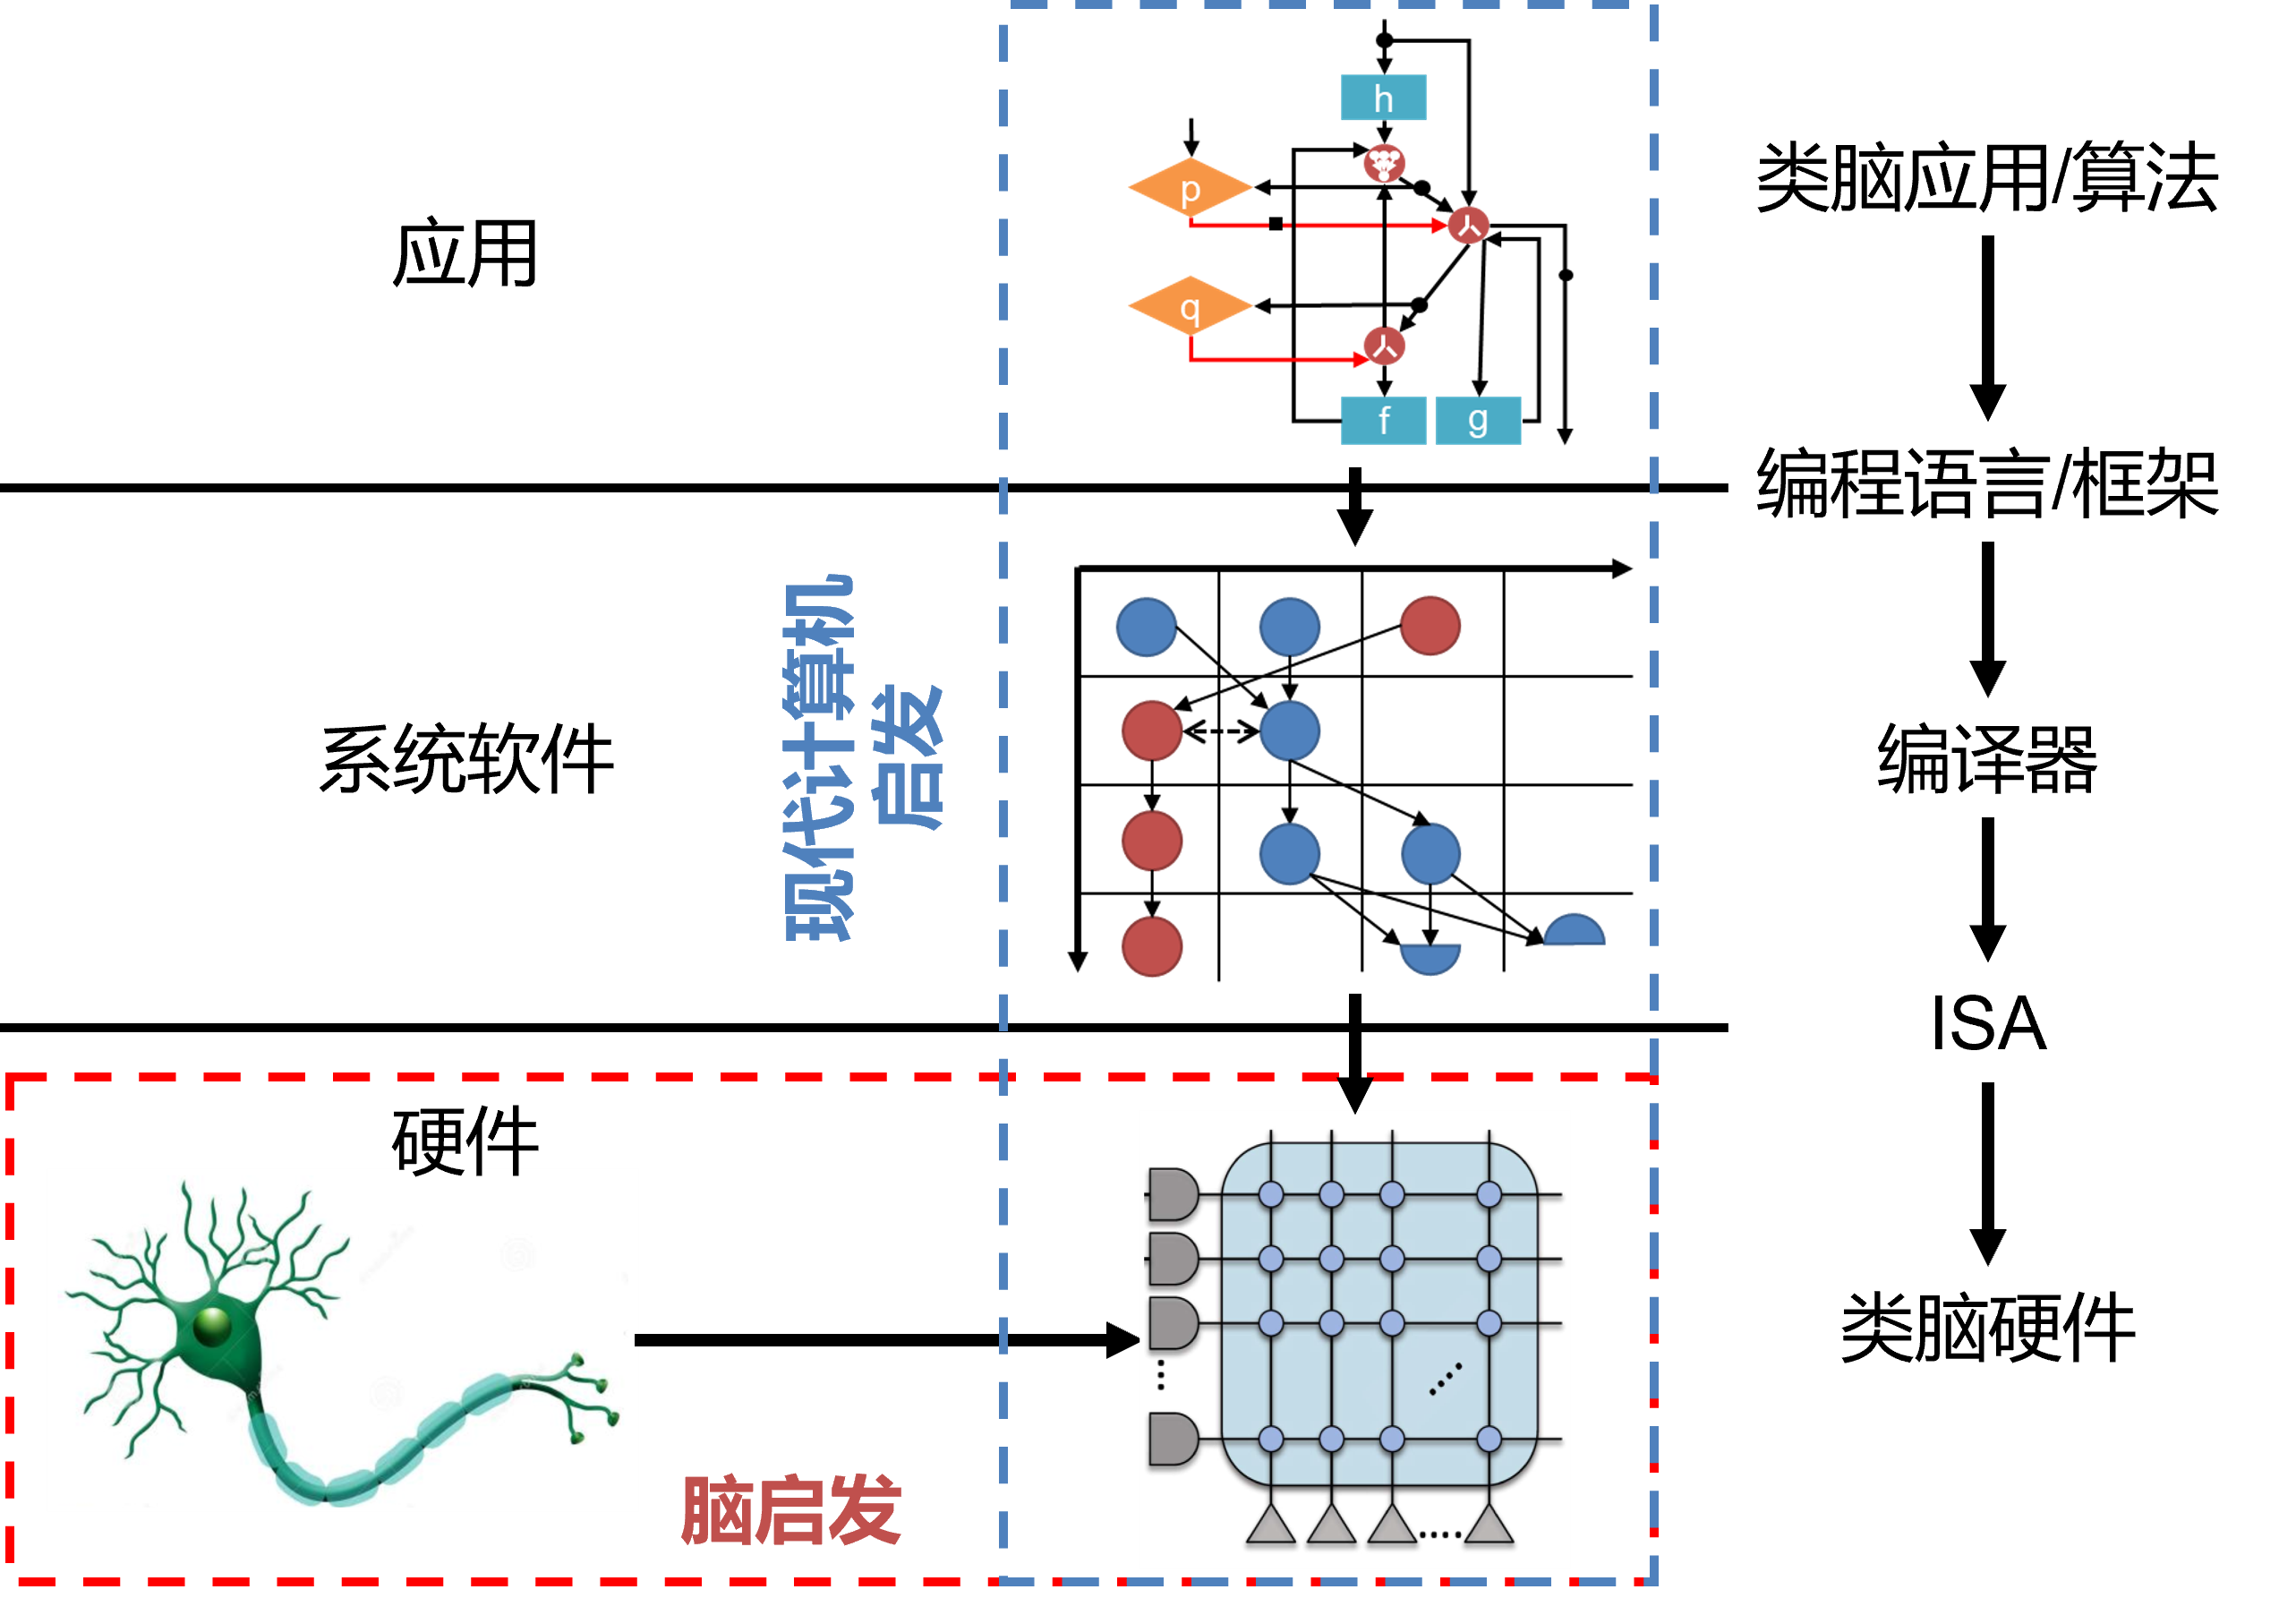 h
p
q
f
g
应用
类脑应用/算法
编程语言/框架
系统软件
现代计算机
启发
编译器
ISA
硬件
类脑硬件
脑启发